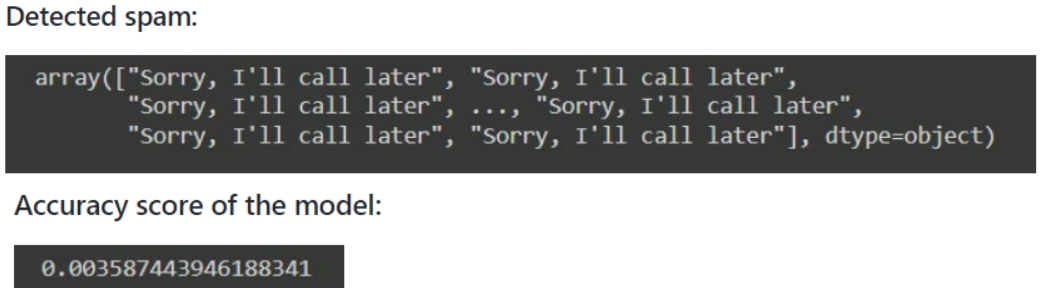 Detected spam:
array(["Sorry, I'll call later", "Sorry, I'll call later",
"Sorry, I'll call later", ..., "Sorry, I'll call later",
"Sorry, I'll call later", "Sorry, I'll call later"], dtype=object)
Accuracy score of the model:
0.003587443946188341